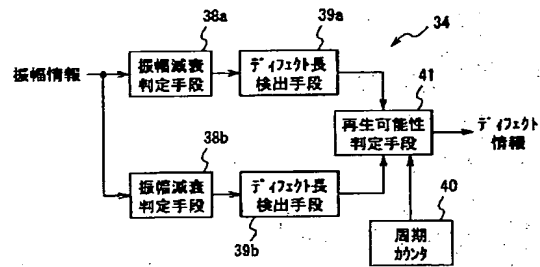 38a
39a
34
振幅情報
振幅減衰
判定手段
ディフェクト長
検出手段
41
再生可能性
判定手段
ディフェクト
情報
38b
振幅減衰
判定手段
ディフェクト長
検出手段
39b
40
周期
カウンタ